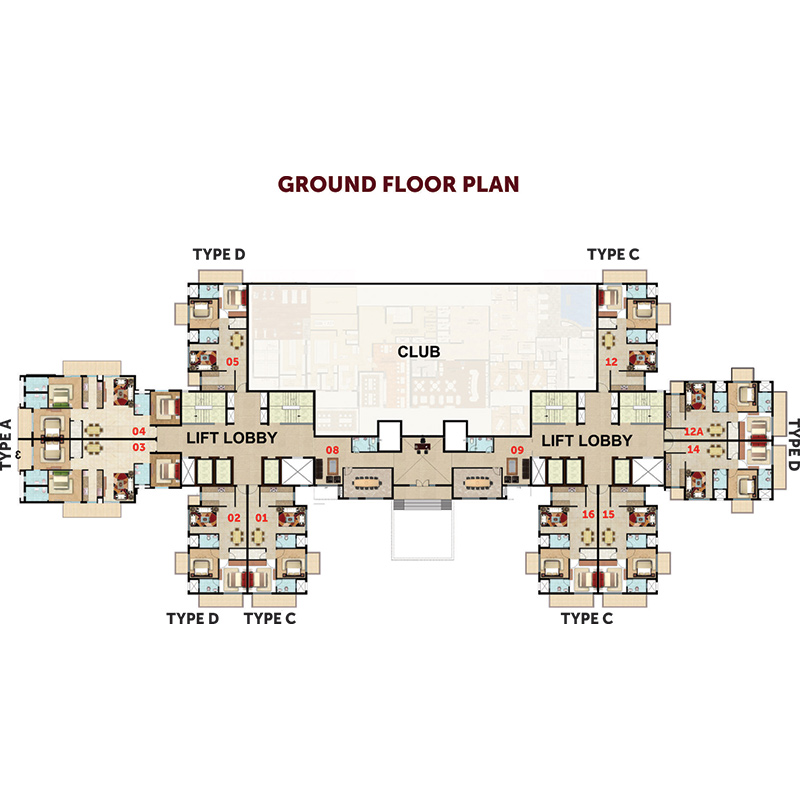 GROUND FLOOR PLAN
TYPE D
TYPE C
CLUB
05
12
TYPE A
04
LIFT LOBBY
LIFT LOBBY
12A
TYPE D
03
08
09
14
02
01
16
15
TYPE D
TYPE C
TYPE C